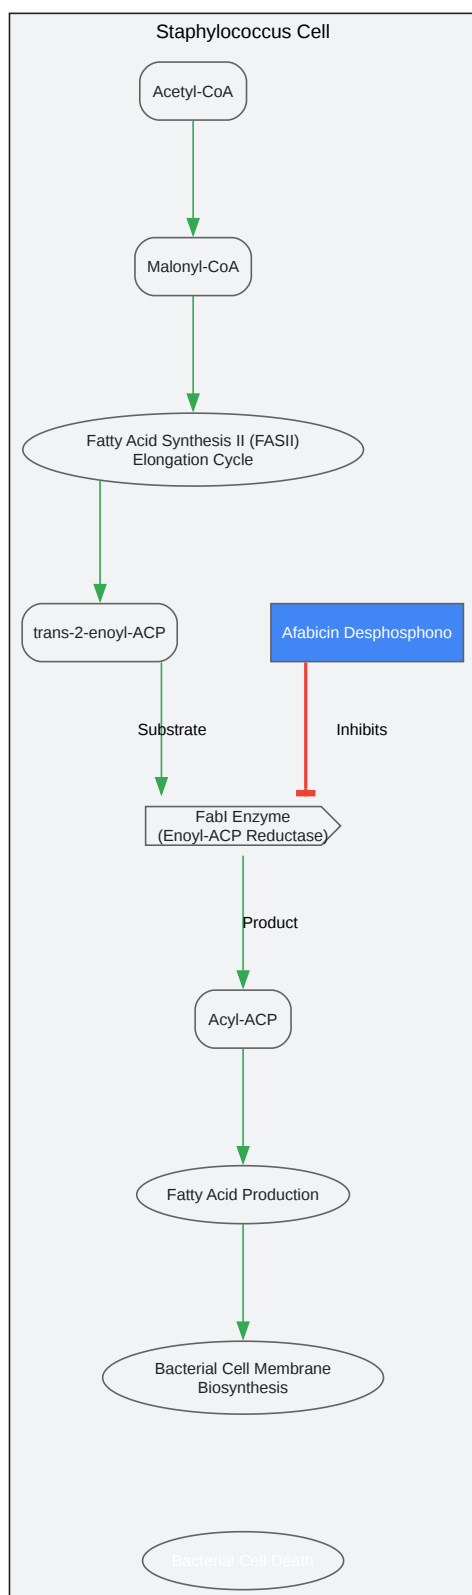 Staphylococcus Cell
Acetyl-CoA
Malonyl-CoA
Fatty Acid Synthesis II (FASII)
Elongation Cycle
trans-2-enoyl-ACP
Afabicin Desphosphono
Substrate
Inhibits
FabI Enzyme
(Enoyl-ACP Reductase)
Product
Acyl-ACP
Fatty Acid Production
Bacterial Cell Membrane
Biosynthesis
Bacterial Cell Death